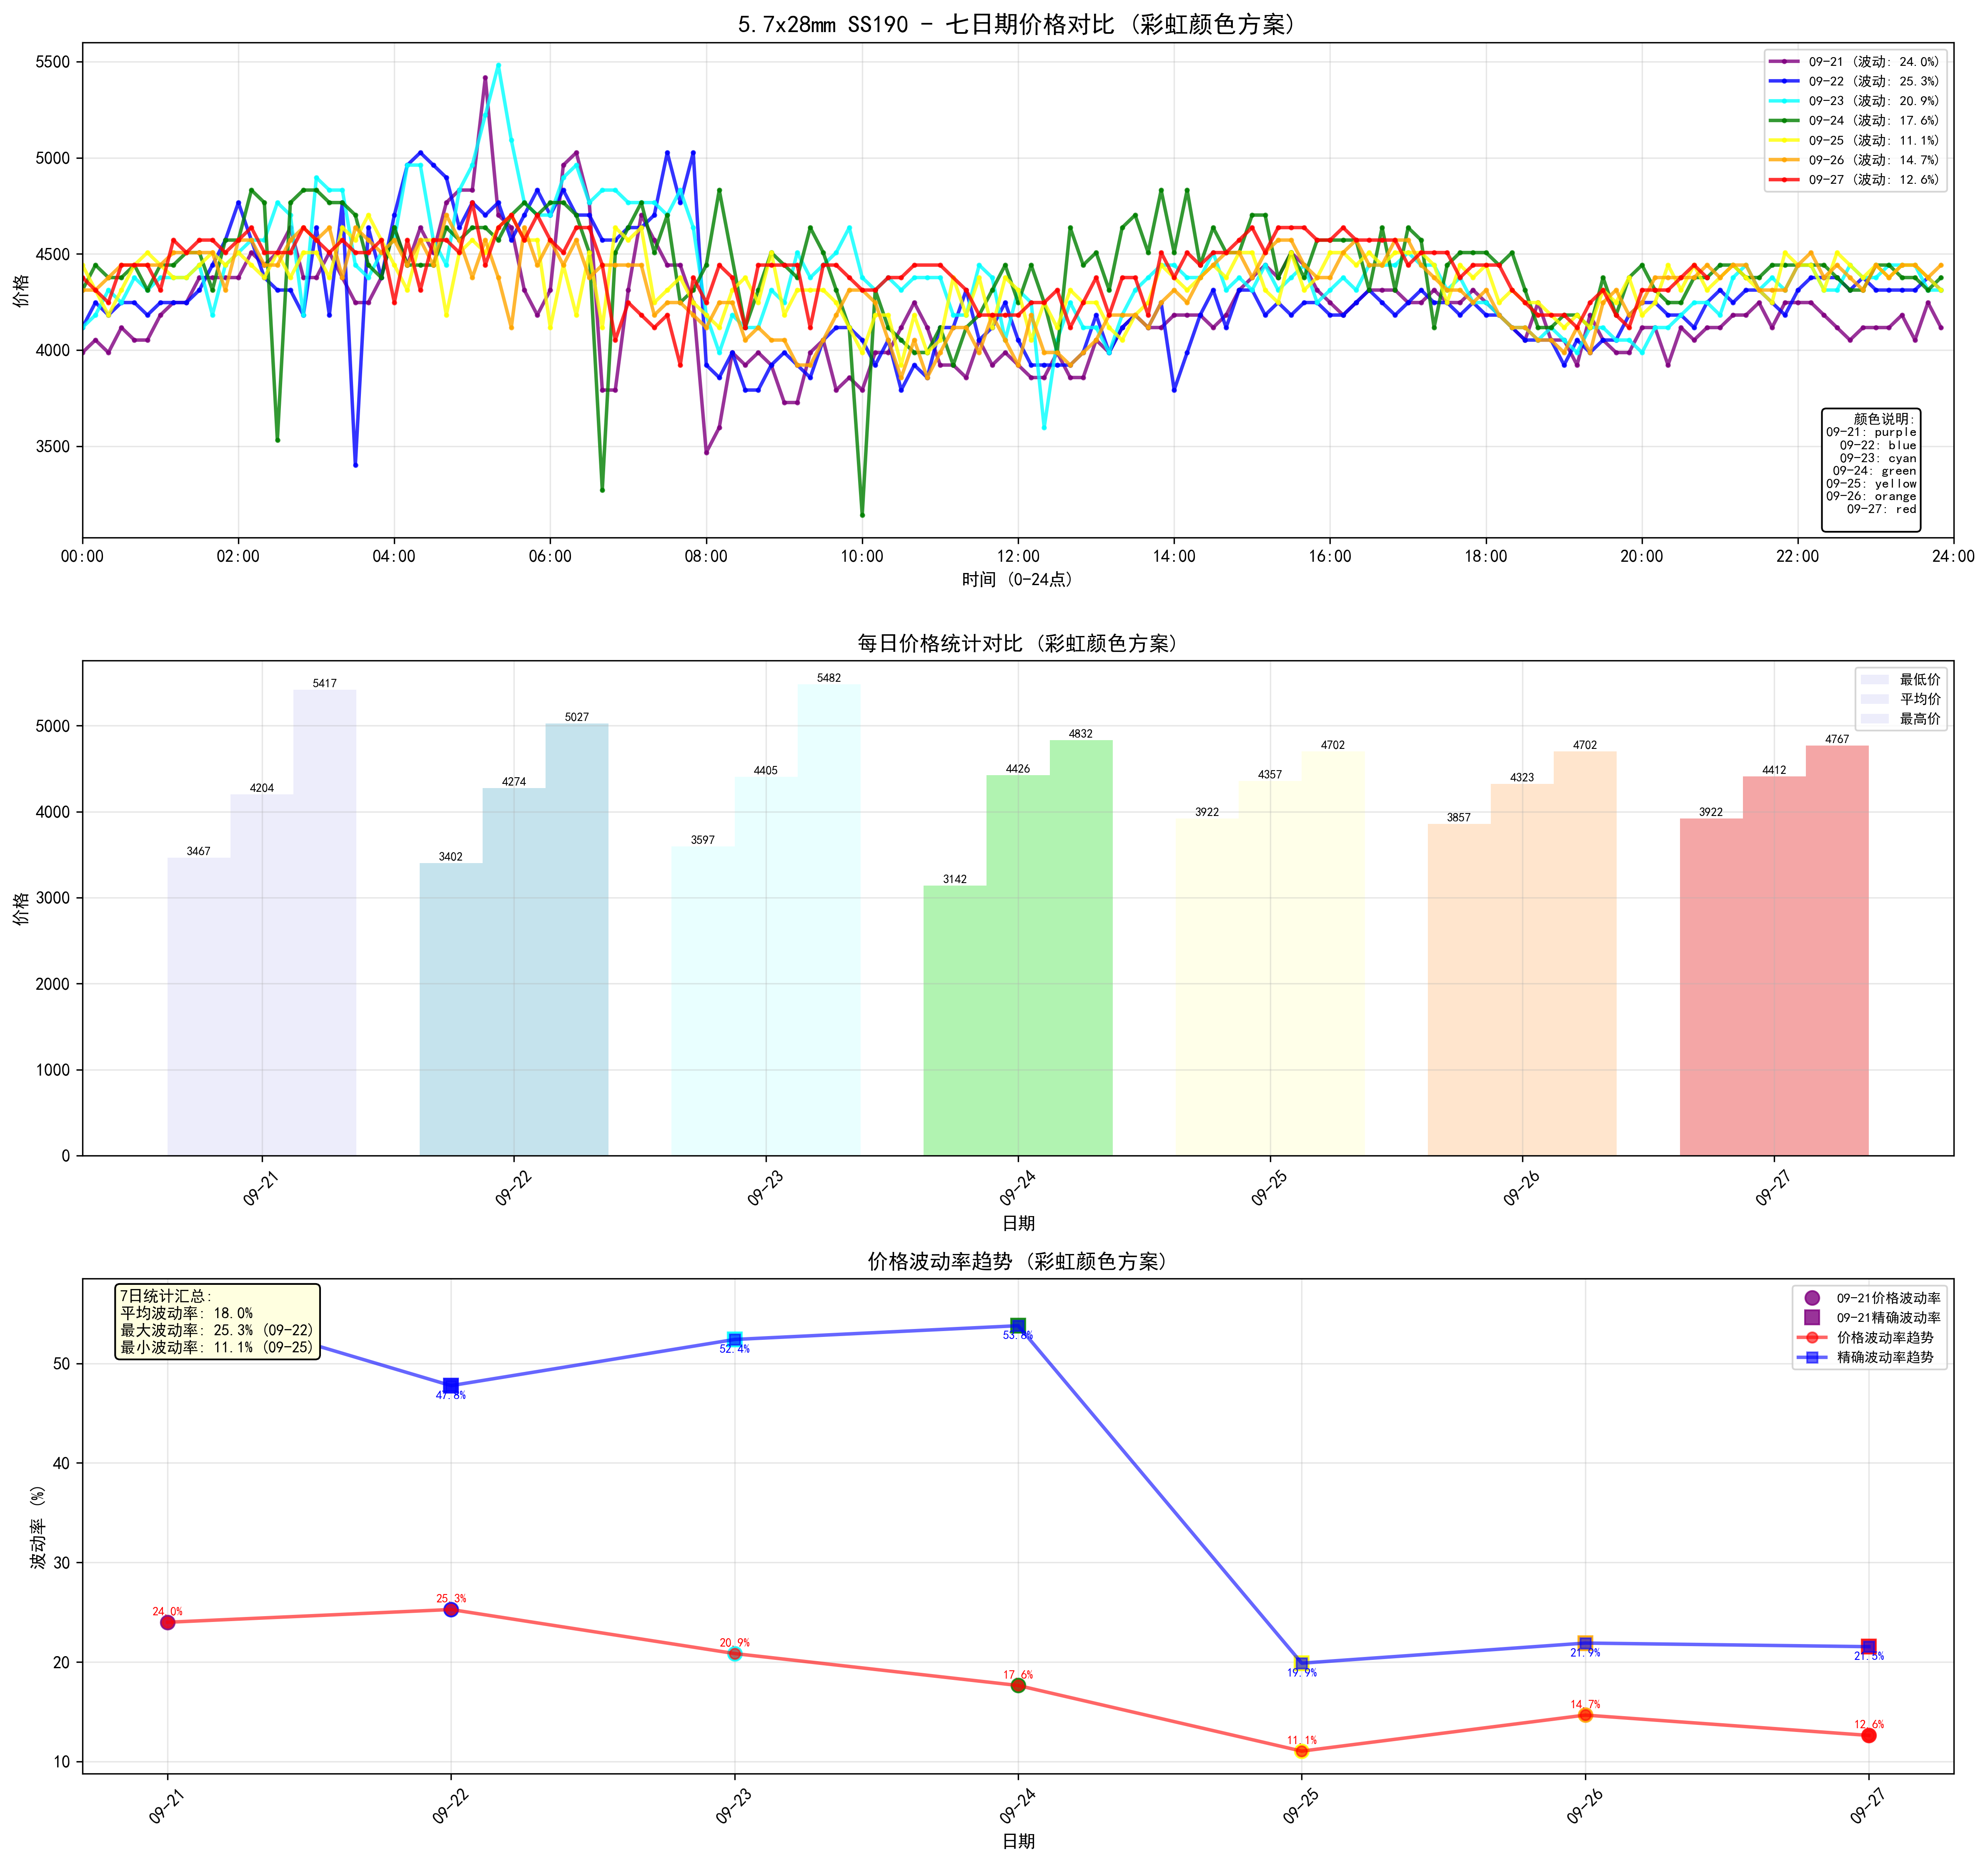 5.7x28mm SS190 - 七日期价格对比 (彩虹颜色方案)
价格
5500
5000
4500
4000
3500
09-21 (波动: 24.0%)
09-22 (波动: 25.3%)
09-23 (波动: 20.9%)
09-24 (波动: 17.6%)
09-25 (波动: 11.1%)
09-26 (波动: 14.7%)
09-27 (波动: 12.6%)
颜色说明:
09-21: purple
09-22: blue
09-23: cyan
09-24: green
09-25: yellow
09-26: orange
09-27: red
00:00 02:00 04:00 06:00 08:00 10:00 12:00 14:00 16:00 18:00 20:00 22:00 24:00
时间 (0-24点)
每日价格统计对比 (彩虹颜色方案)
价格
5000
4000
3000
2000
1000
0
最低价
平均价
最高价
3467 4204 5417
3402 4274 5027
3597 4405 5482
3142 4426 4832
3922 4357 4702
3857 4323 4702
3922 4412 4767
09-21 09-22 09-23 09-24 09-25 09-26 09-27
日期
价格波动率趋势 (彩虹颜色方案)
波动率 (%)
50
40
30
20
10
7日统计汇总:
平均波动率: 18.0%
最大波动率: 25.3% (09-22)
最小波动率: 11.1% (09-25)
09-21价格波动率
09-21精确波动率
价格波动率趋势
精确波动率趋势
47.8% 52.4% 53.8% 19.9% 21.9% 21.5%
24.0% 25.3% 20.9% 17.6% 11.1% 14.7% 12.6%
09-21 09-22 09-23 09-24 09-25 09-26 09-27
日期